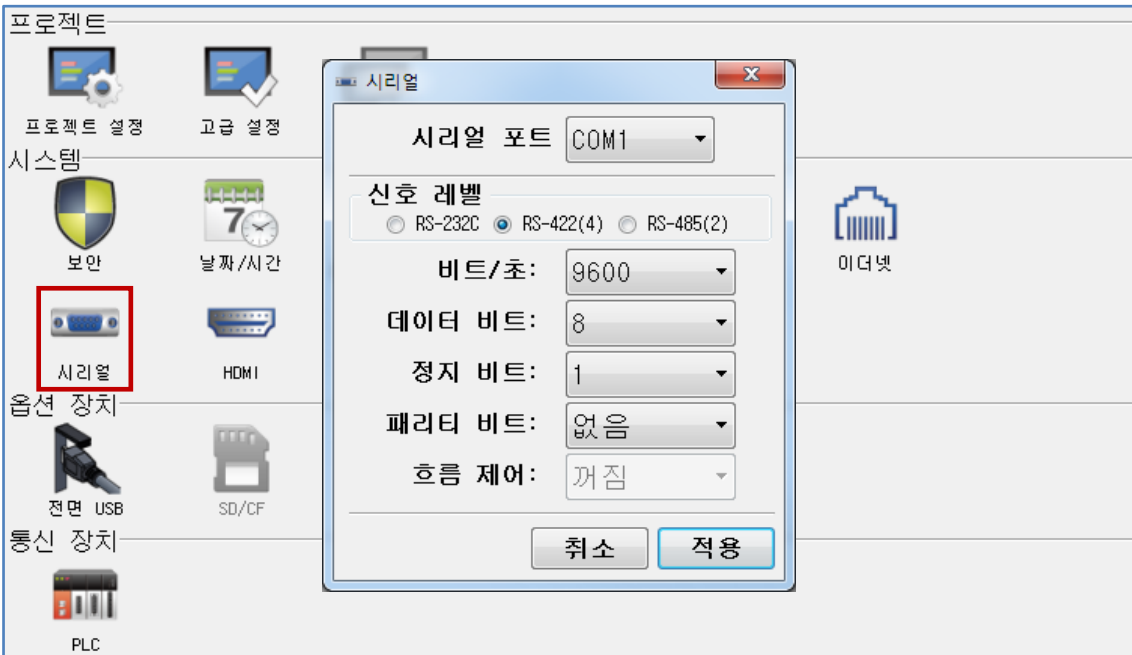 프로젝트
프로젝트 설정
고급 설정
시스템
보안
날짜/시간
7
이더넷
시리얼
HDMI
옵션 장치
전면 USB
SD/CF
통신 장치
PLC
시리얼
시리얼 포트 COM1
신호 레벨
RS-232C RS-422(4) RS-485(2)
비트/초: 9600
데이터 비트: 8
정지 비트: 1
패리티 비트: 없음
흐름 제어: 꺼짐
취소 적용